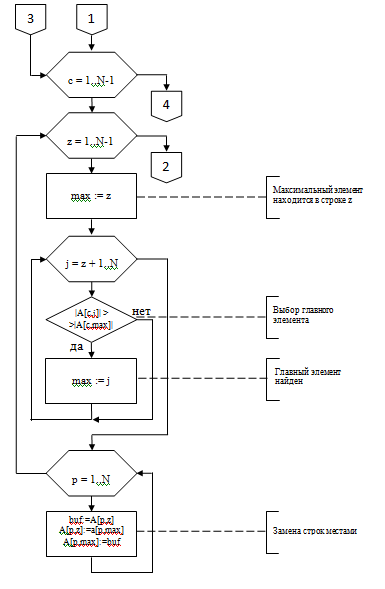 3
1
c = 1..N-1
4
z = 1..N-1
2
max := z
Максимальный элемент
находится в строке z
j = z + 1..N
|A[c,j]| >
>|A[c,max]|
нет
Выбор главного
элемента
да
max := j
Главный элемент
найден
p = 1..N
buf:=A[p,z]
A[p,z]:=a[p,max]
A[p,max]:=buf
Замена строк местами